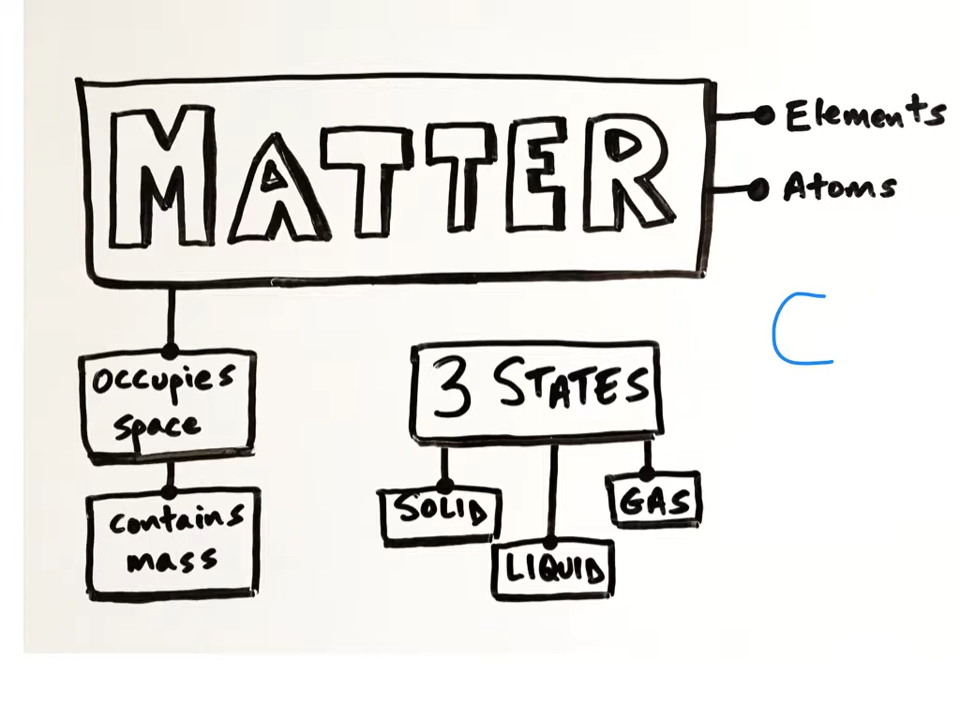 MATTER
Elements
Atoms
C
occupies
space
contains
mass
3 STATES
SOLID
LIQUID
GAS